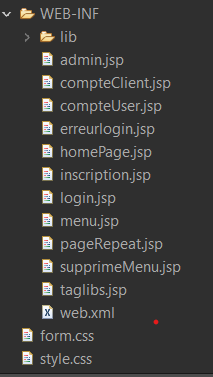 WEB-INF
lib
admin.jsp
compteClient.jsp
compteUser.jsp
erreurlogin.jsp
homePage.jsp
inscription.jsp
login.jsp
menu.jsp
pageRepeat.jsp
supprimeMenu.jsp
taglibs.jsp
web.xml
form.css
style.css